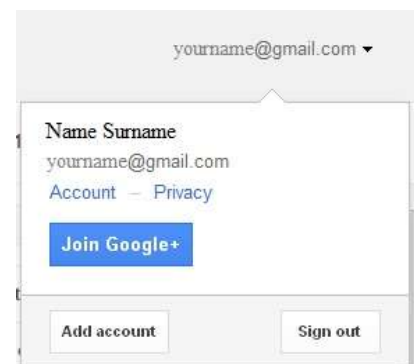 yourname@gmail.com
Name Surname
yourname@gmail.com
Account – Privacy
Join Google+
Add account
Sign out